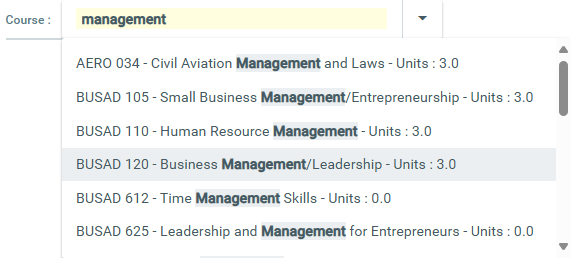 Course :
management
AERO 034 - Civil Aviation Management and Laws - Units : 3.0
BUSAD 105 - Small Business Management/Entrepreneurship - Units : 3.0
BUSAD 110 - Human Resource Management - Units : 3.0
BUSAD 120 - Business Management/Leadership - Units : 3.0
BUSAD 612 - Time Management Skills - Units : 0.0
BUSAD 625 - Leadership and Management for Entrepreneurs - Units : 0.0